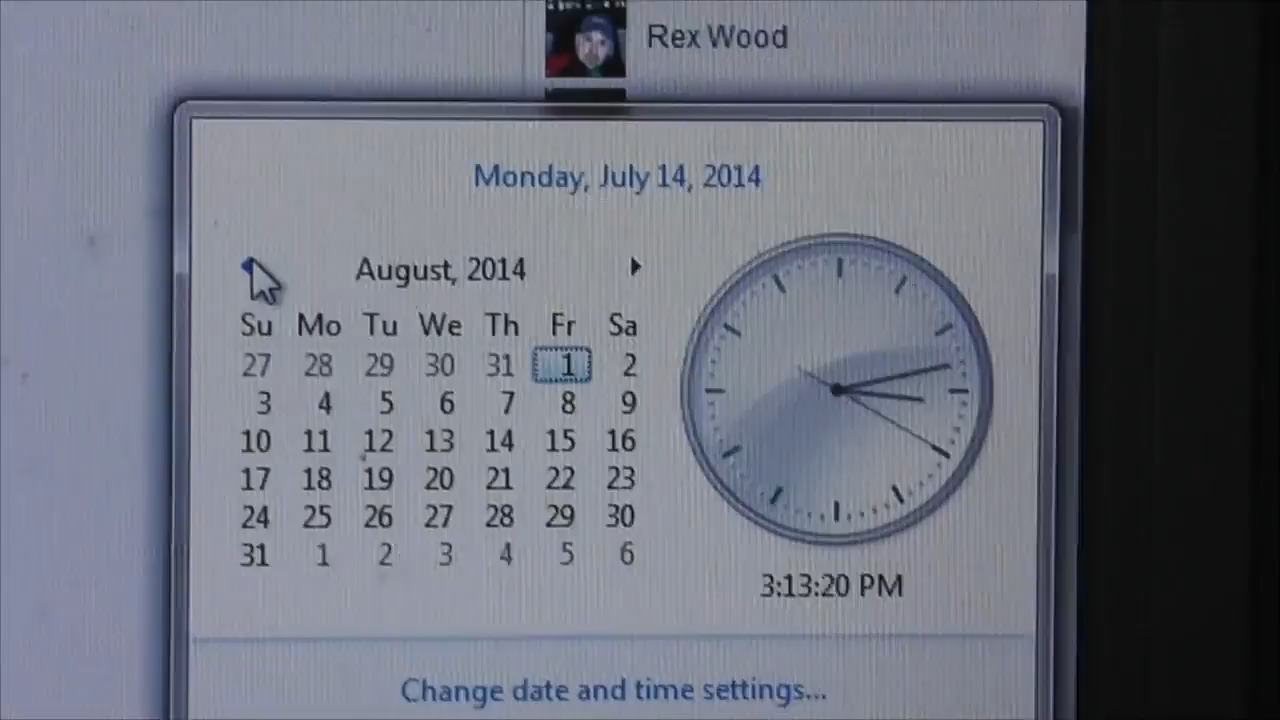 Rex Wood
Monday, July 14, 2014
August, 2014
Su Mo Tu We Th Fr Sa
27 28 29 30 31 1 2
3 4 5 6 7 8 9
10 11 12 13 14 15 16
17 18 19 20 21 22 23
24 25 26 27 28 29 30
31 1 2 3 4 5 6
3:13:20 PM
Change date and time settings...